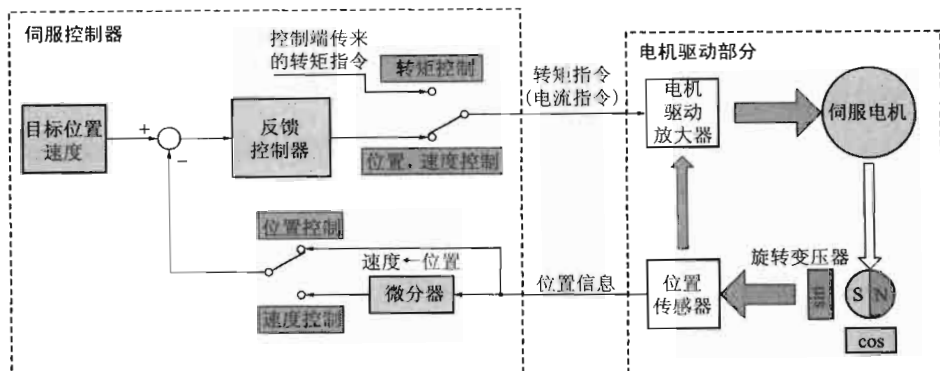 伺服控制器
控制端传来
的转矩指令
转矩控制
目标位置
速度
+
−
反馈
控制器
位置，速度控制
转矩指令
(电流指令)
位置控制
速度←位置
微分器
速度控制
位置信息
电机驱动部分
电机
驱动
放大器
伺服电机
旋转变压器
位置
传感器
sin
S N
cos